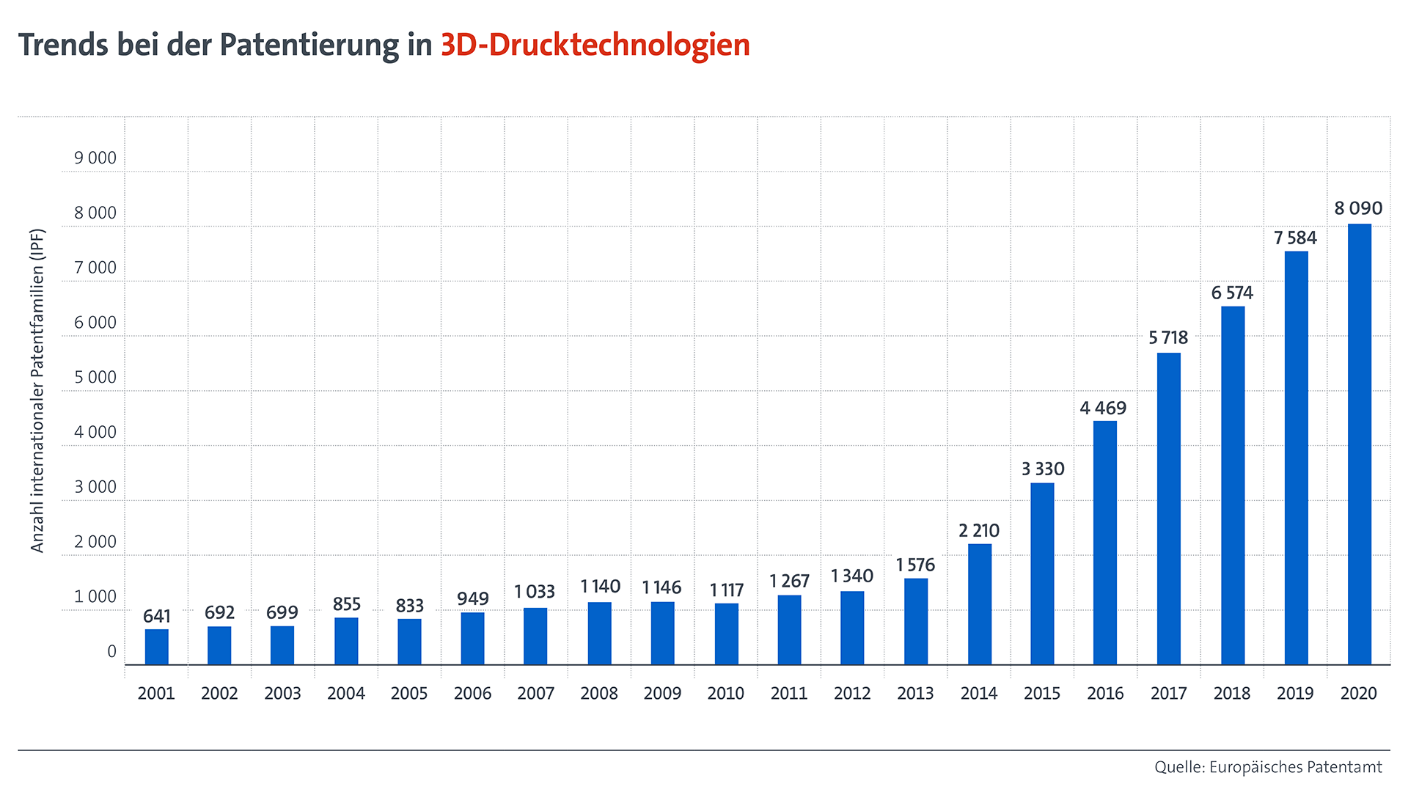 Trends bei der Patentierung in 3D-Drucktechnologien
Anzahl internationaler Patentfamilien (IPF)
9 000
8 000
7 000
6 000
5 000
4 000
3 000
2 000
1 000
0
641 692 699 855 833 949 1 033 1 140 1 146 1 117 1 267 1 340 1 576 2 210 3 330 4 469 5 718 6 574 7 584 8 090
2001 2002 2003 2004 2005 2006 2007 2008 2009 2010 2011 2012 2013 2014 2015 2016 2017 2018 2019 2020
Quelle: Europäisches Patentamt